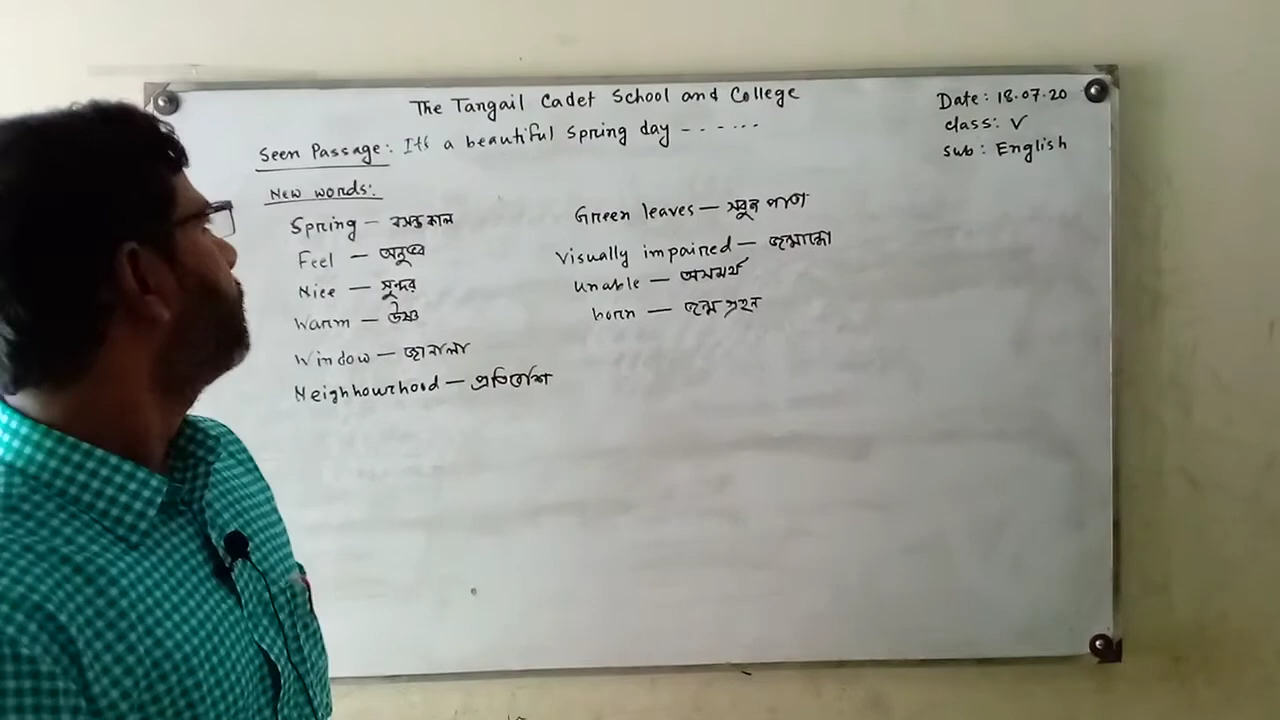 The Tangail Cadet School and College
Date: 18.07.20
Class: V
Sub: English
Seen Passage: It's a beautiful spring day - - - - - -
New words:
Spring — বসন্তকাল
Feel — অনুভব
Nice — সুন্দর
Warm — উষ্ণ
Window — জানালা
Neighbourhood — প্রতিবেশি
Green leaves — সবুজ পাতা
Visually impaired —
Unable — অসমর্থ
born — জন্ম গ্রহন